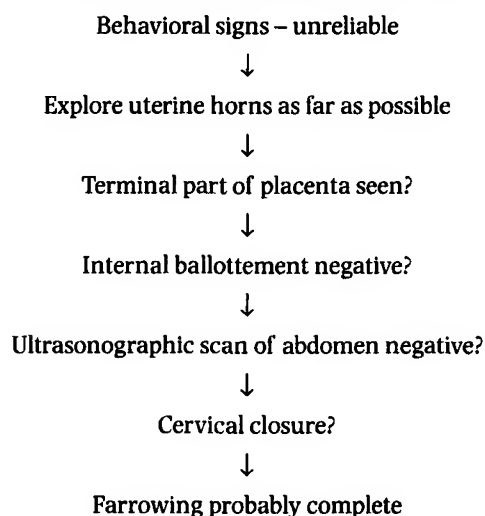 Behavioral signs – unreliable
↓
Explore uterine horns as far as possible
↓
Terminal part of placenta seen?
↓
Internal ballottement negative?
↓
Ultrasonographic scan of abdomen negative?
↓
Cervical closure?
↓
Farrowing probably complete